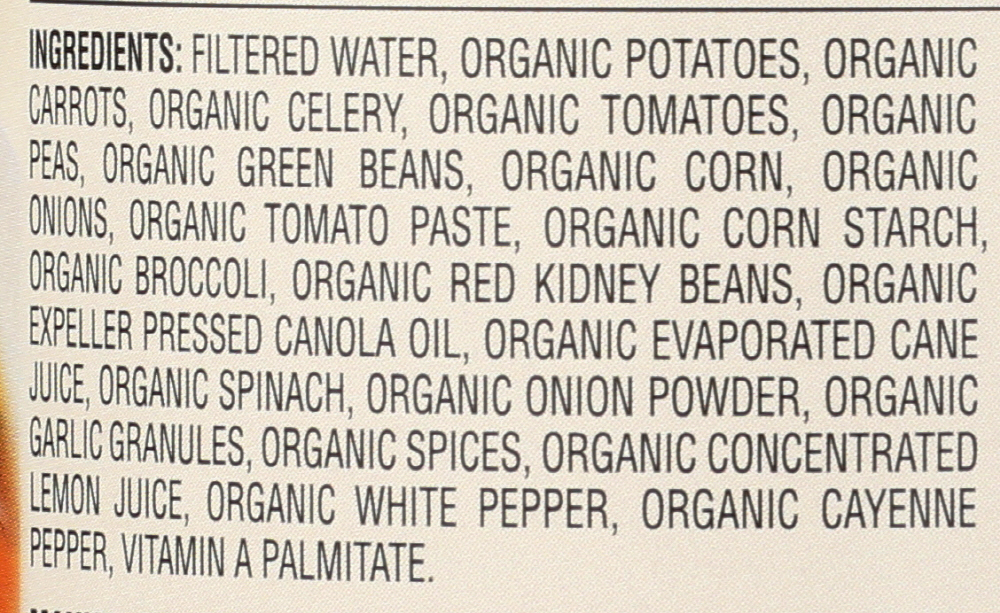 INGREDIENTS: FILTERED WATER, ORGANIC POTATOES, ORGANIC
CARROTS, ORGANIC CELERY, ORGANIC TOMATOES, ORGANIC
PEAS, ORGANIC GREEN BEANS, ORGANIC CORN, ORGANIC
ONIONS, ORGANIC TOMATO PASTE, ORGANIC CORN STARCH,
ORGANIC BROCCOLI, ORGANIC RED KIDNEY BEANS, ORGANIC
EXPELLER PRESSED CANOLA OIL, ORGANIC EVAPORATED CANE
JUICE, ORGANIC SPINACH, ORGANIC ONION POWDER, ORGANIC
GARLIC GRANULES, ORGANIC SPICES, ORGANIC CONCENTRATED
LEMON JUICE, ORGANIC WHITE PEPPER, ORGANIC CAYENNE
PEPPER, VITAMIN A PALMITATE.